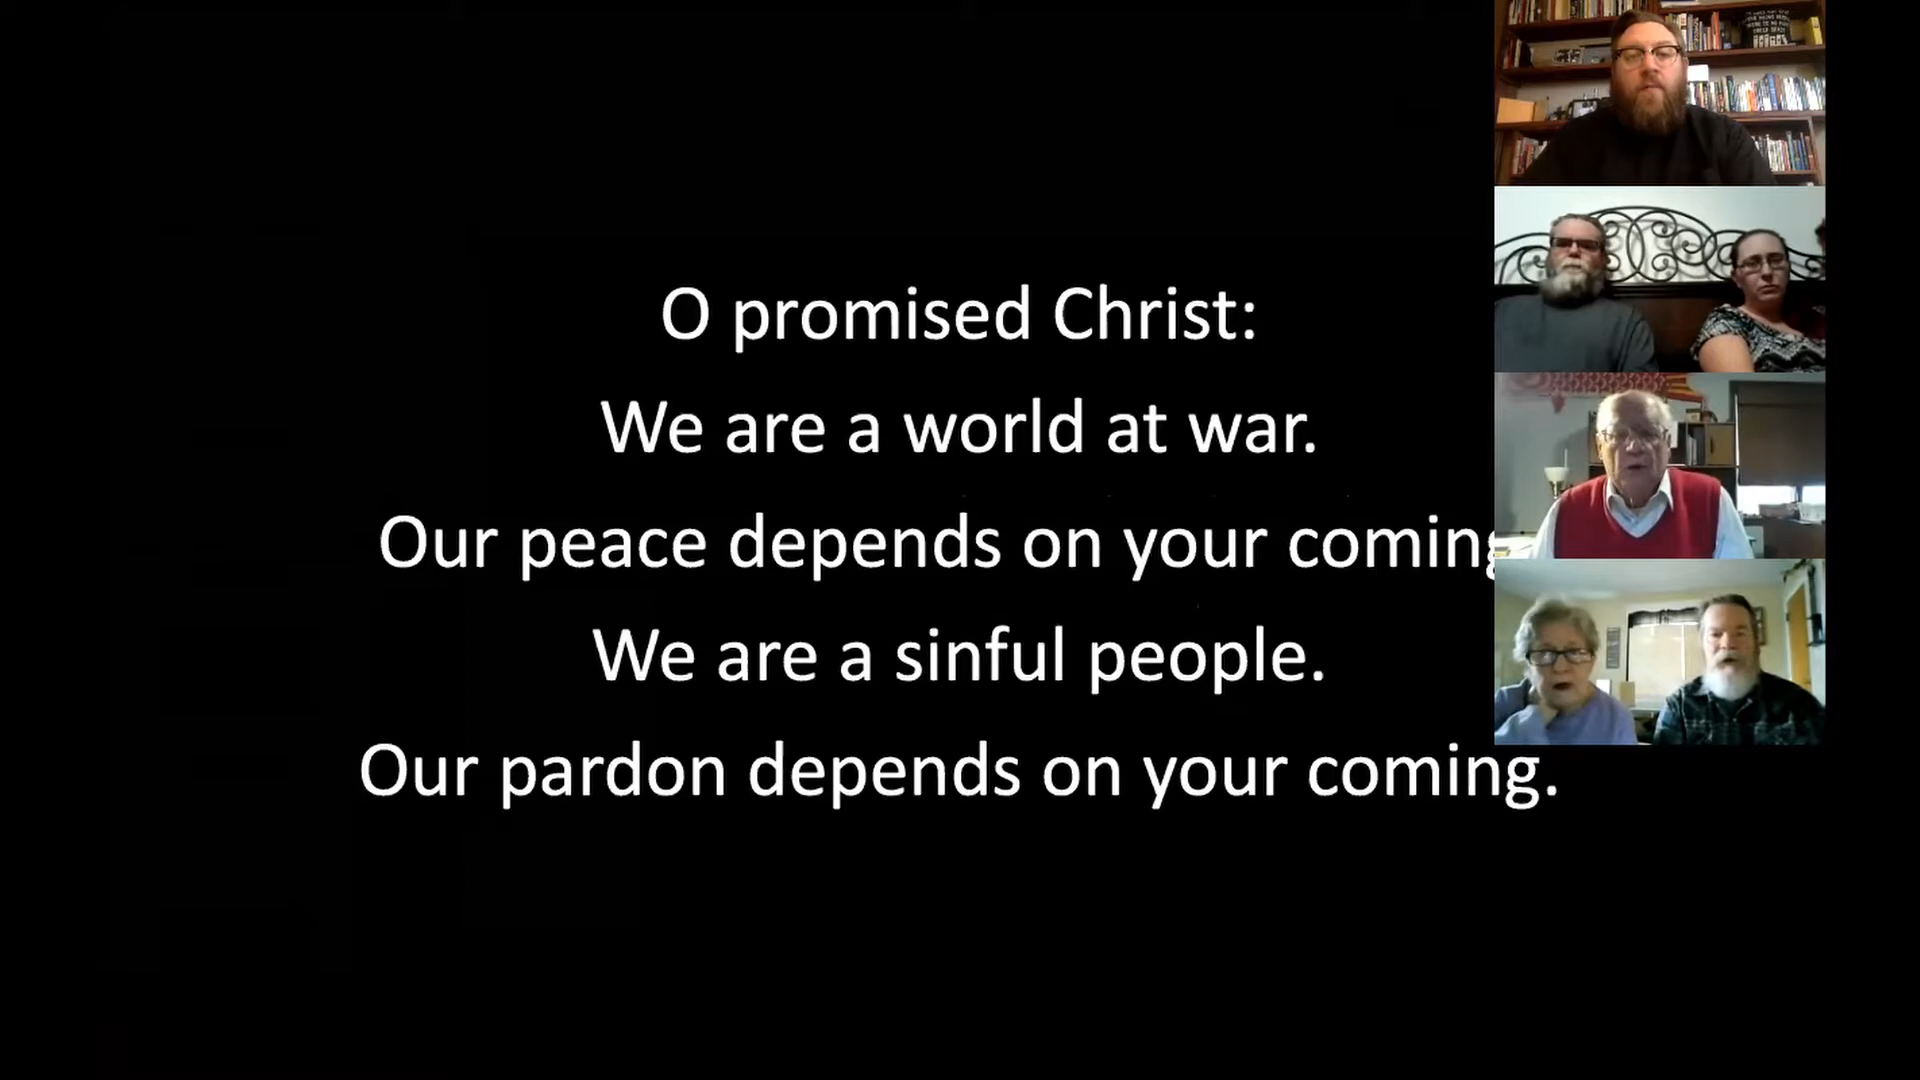 O promised Christ:
We are a world at war.
Our peace depends on your coming
We are a sinful people.
Our pardon depends on your coming.